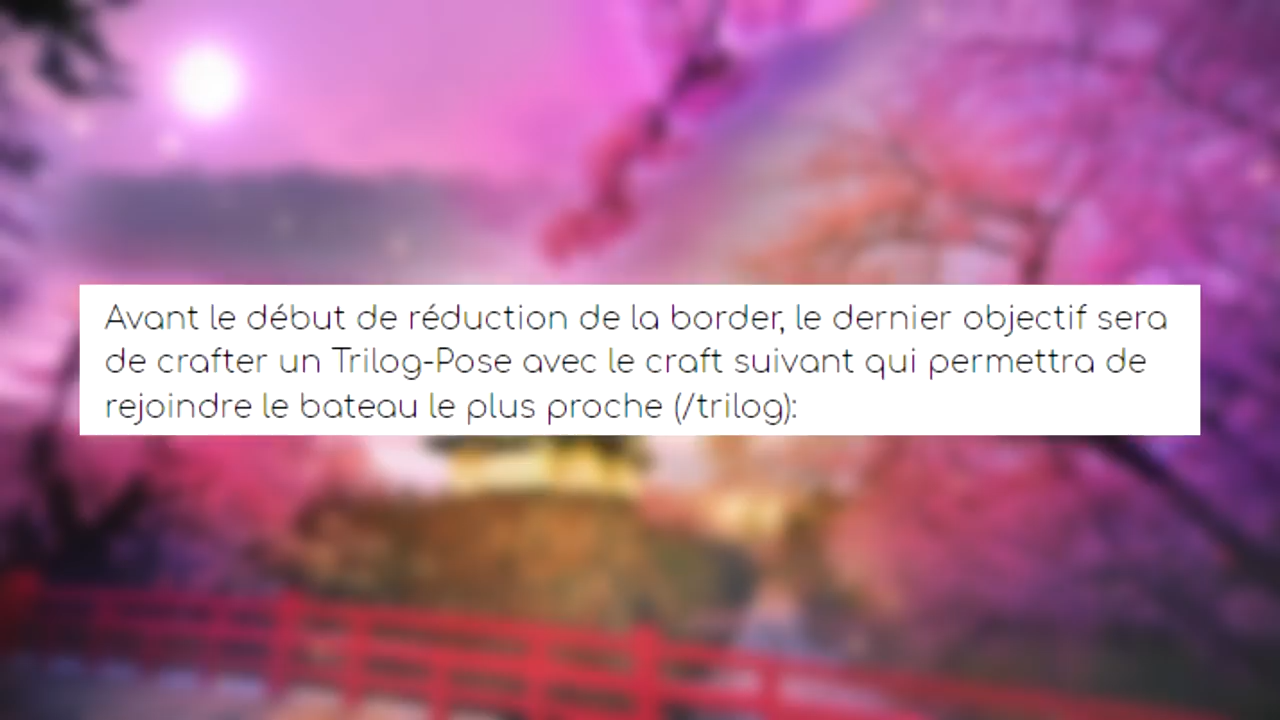 Avant le début de réduction de la border, le dernier objectif sera
de crafter un Trilog-Pose avec le craft suivant qui permettra de
rejoindre le bateau le plus proche (/trilog):